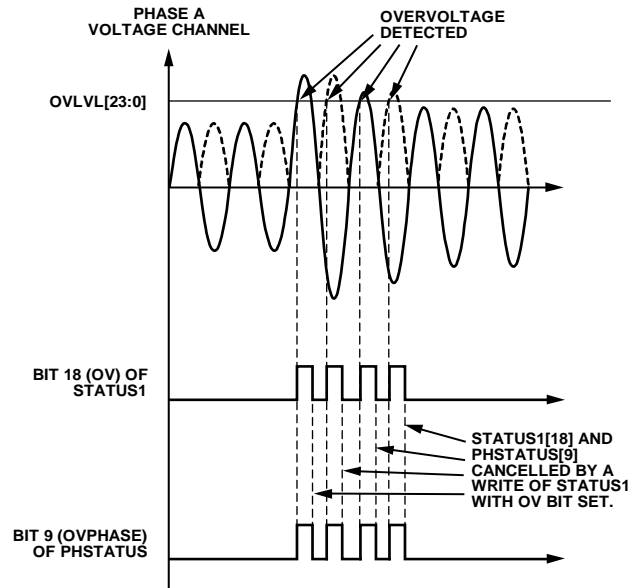 PHASE A
VOLTAGE CHANNEL
OVERVOLTAGE
DETECTED
OVLVL[23:0]
BIT 18 (OV) OF
STATUS1
STATUS1[18] AND
PHSTATUS[9]
CANCELLED BY A
WRITE OF STATUS1
WITH OV BIT SET.
BIT 9 (OVPHASE)
OF PHSTATUS